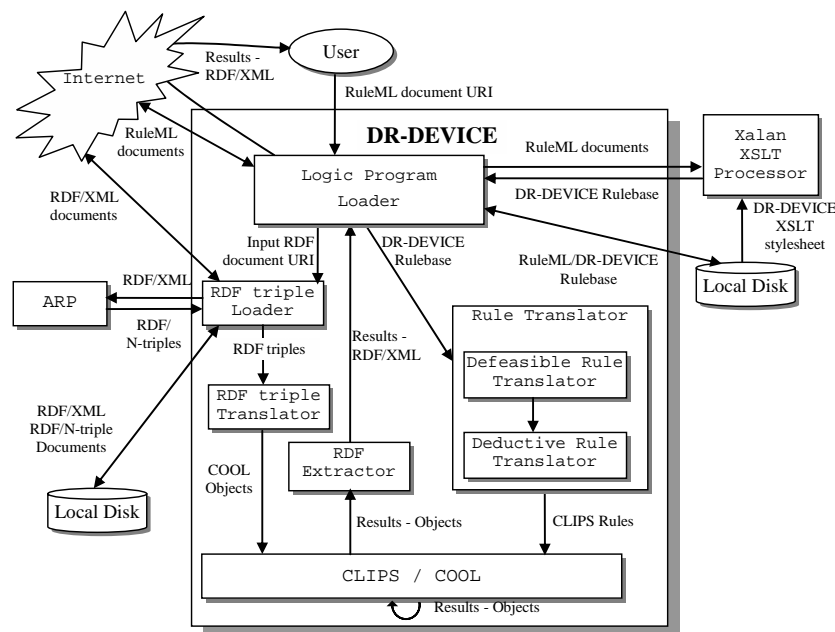 Results -
RDF/XML
User
Internet
RuleML document URI
RuleML
documents
DR-DEVICE
Logic Program
Loader
RuleML documents
DR-DEVICE Rulebase
Xalan
XSLT
Processor
DR-DEVICE
XSLT
stylesheet
RDF/XML
documents
Input RDF
document URI
DR-DEVICE
Rulebase
RuleML/DR-DEVICE
Rulebase
Local Disk
ARP
RDF/XML
RDF/
N-triples
RDF triple
Loader
RDF triples
Results -
RDF/XML
Rule Translator
Defeasible Rule
Translator
Deductive Rule
Translator
RDF triple
Translator
RDF/XML
RDF/N-triple
Documents
Local Disk
COOL
Objects
RDF
Extractor
Results - Objects
CLIPS Rules
CLIPS / COOL
Results - Objects